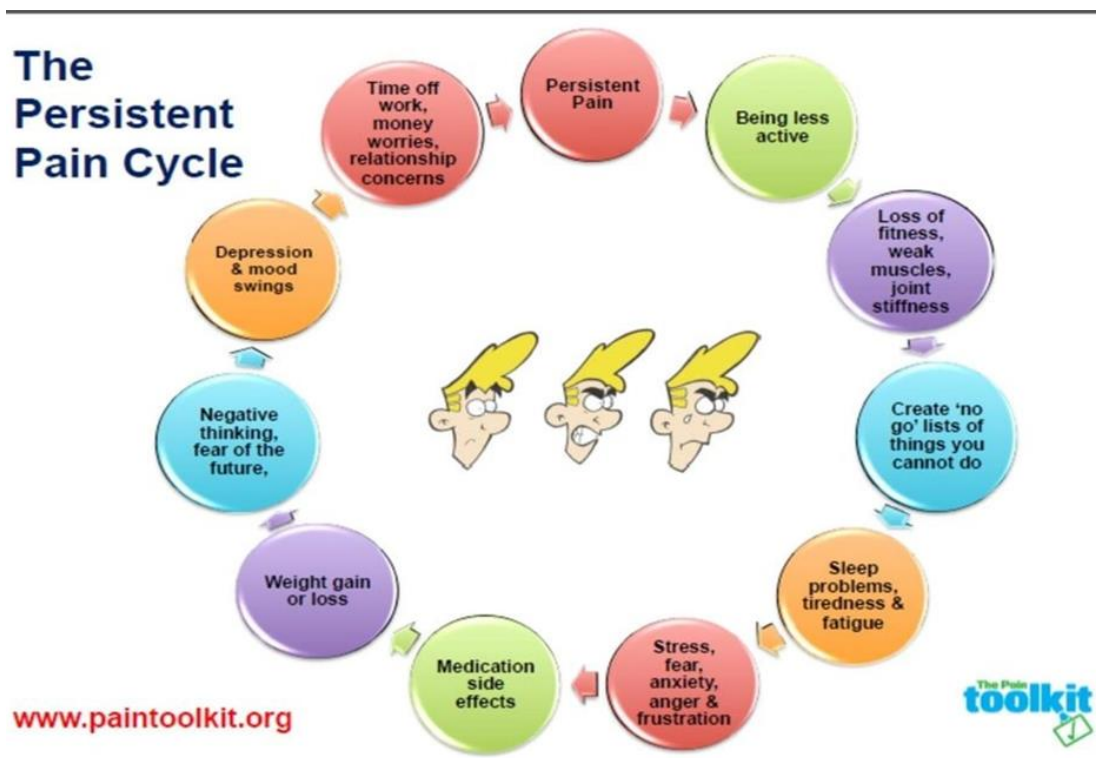 The
Persistent
Pain Cycle
Persistent
Pain
Being less
active
Loss of
fitness,
weak
muscles,
joint
stiffness
Create ‘no
go’ lists of
things you
cannot do
Sleep
problems,
tiredness &
fatigue
Stress,
fear,
anxiety,
anger &
frustration
Medication
side
effects
Weight gain
or loss
Negative
thinking,
fear of the
future,
Depression
& mood
swings
Time off
work,
money
worries,
relationship
concerns
www.paintoolkit.org
The Pain
toolkit